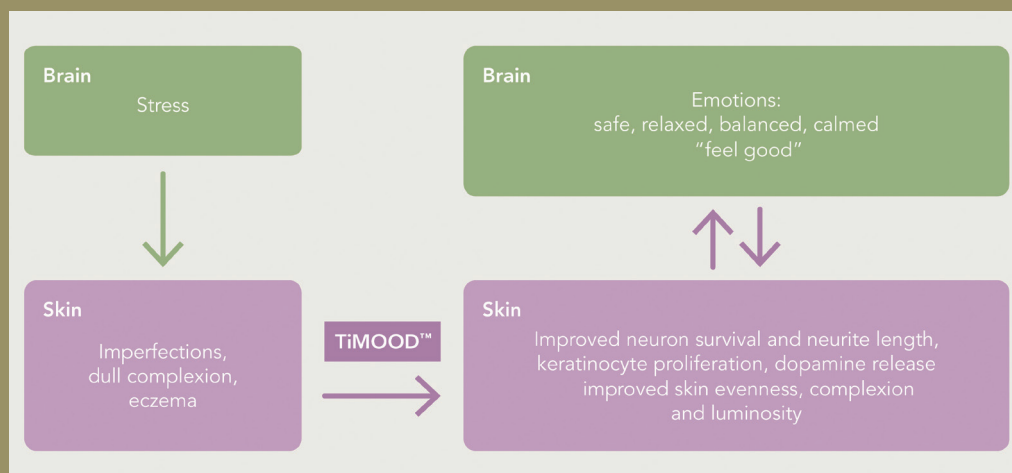 Brain
Stress
Skin
Imperfections,
dull complexion,
eczema
TiMOOD™
Brain
Emotions:
safe, relaxed, balanced, calmed
“feel good”
Skin
Improved neuron survival and neurite length,
keratinocyte proliferation, dopamine release
improved skin evenness, complexion
and luminosity